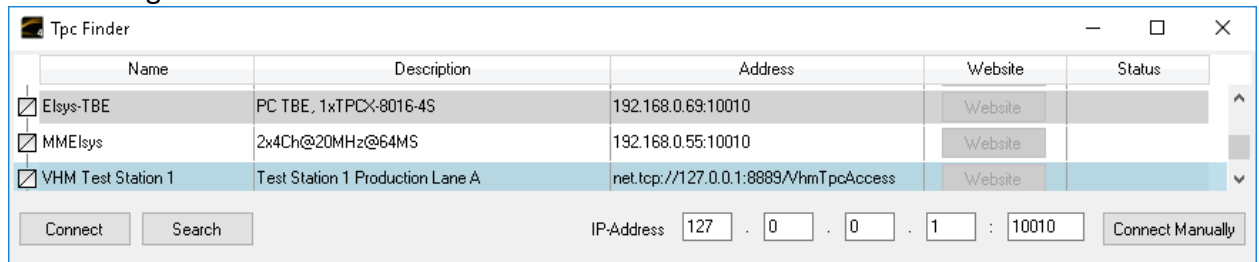 Tpc Finder
Name Description Address Website Status
Elsys-TBE PC TBE, 1xTPCX-8016-4S 192.168.0.69:10010 Website
MMElsys 2x4Ch@20MHz@64MS 192.168.0.55:10010 Website
VHM Test Station 1 Test Station 1 Production Lane A net.tcp://127.0.0.1:8889/VhmTpcAccess Website
Connect Search IP-Address 127 . 0 . 0 . 1 : 10010 Connect Manually